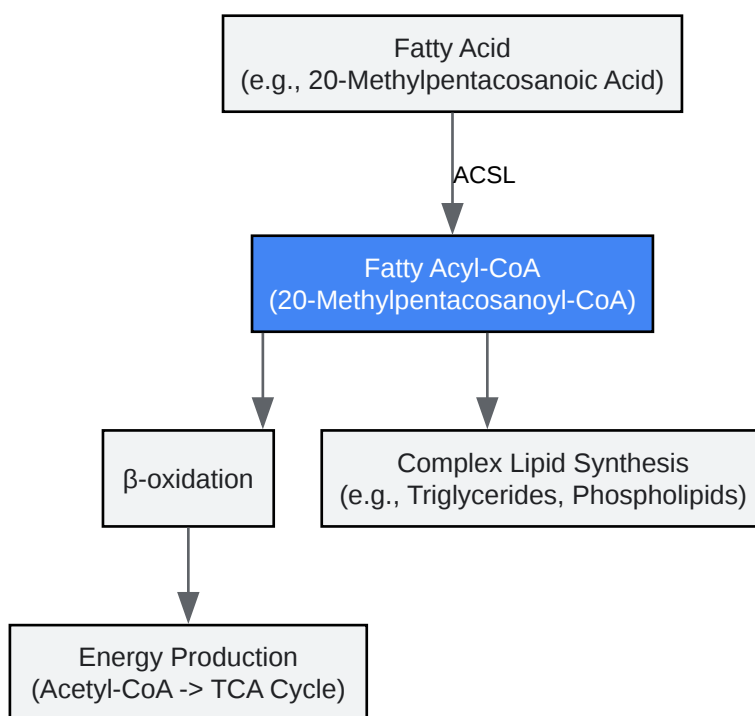 Fatty Acid
(e.g., 20-Methylpentacosanoic Acid)
ACSL
Fatty Acyl-CoA
(20-Methylpentacosanoyl-CoA)
β-oxidation
Complex Lipid Synthesis
(e.g., Triglycerides, Phospholipids)
Energy Production
(Acetyl-CoA -> TCA Cycle)